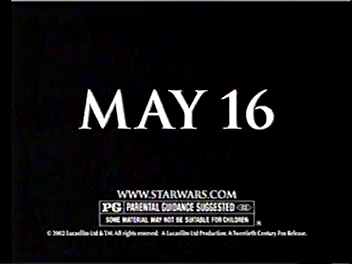 MAY 16
WWW.STARWARS.COM
PG PARENTAL GUIDANCE SUGGESTED
SOME MATERIAL MAY NOT BE SUITABLE FOR CHILDREN
© 2002 Lucasfilm Ltd & TM. All rights reserved. A Lucasfilm Ltd Production. A Twentieth Century Fox Release.